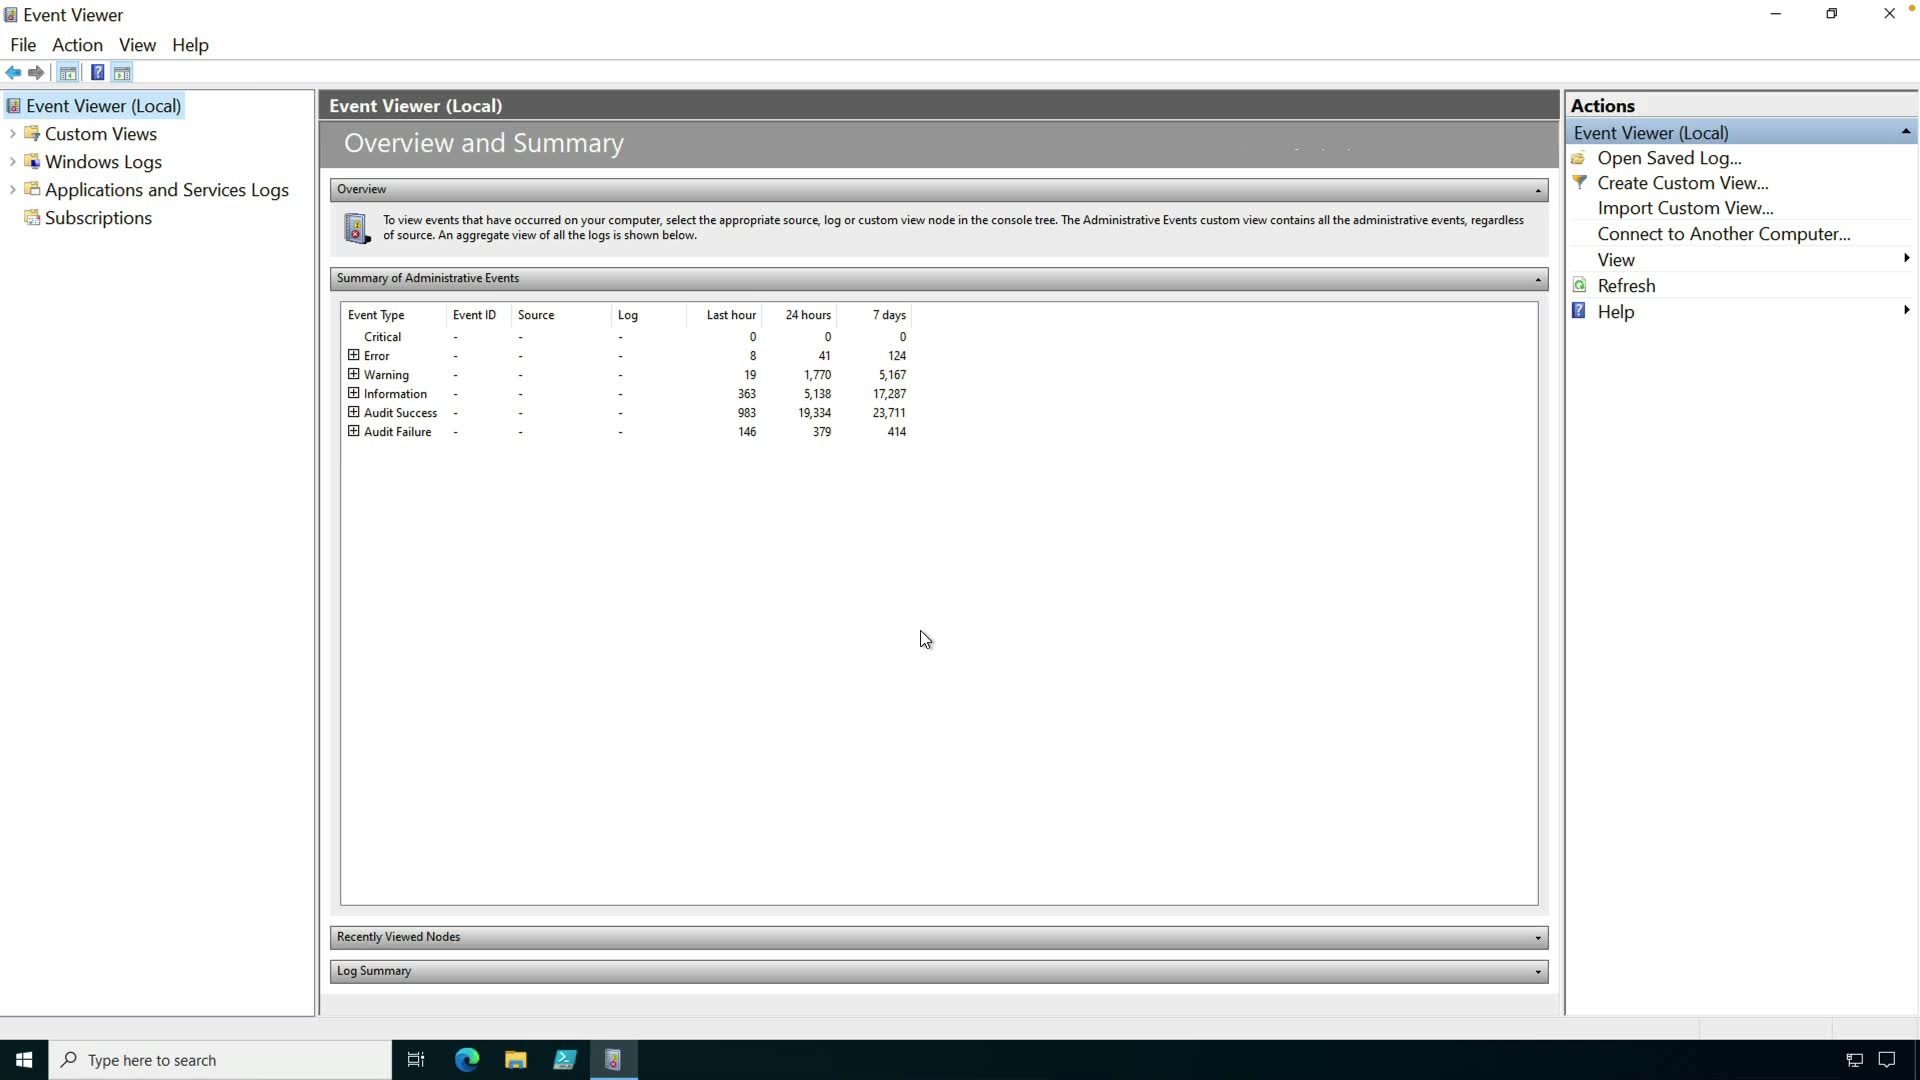 Event Viewer
File Action View Help
Event Viewer (Local)
Custom Views
Windows Logs
Applications and Services Logs
Subscriptions
Event Viewer (Local)
Overview and Summary
Overview
To view events that have occurred on your computer, select the appropriate source, log or custom view node in the console tree. The Administrative Events custom view contains all the administrative events, regardless
of source. An aggregate view of all the logs is shown below.
Summary of Administrative Events
Event Type Event ID Source Log Last hour 24 hours 7 days
Critical - - - 0 0 0
Error - - - 8 41 124
Warning - - - 19 1,770 5,167
Information - - - 363 5,138 17,287
Audit Success - - - 983 19,334 23,711
Audit Failure - - - 146 379 414
Recently Viewed Nodes
Log Summary
Actions
Event Viewer (Local)
Open Saved Log...
Create Custom View...
Import Custom View...
Connect to Another Computer...
View
Refresh
Help
Type here to search